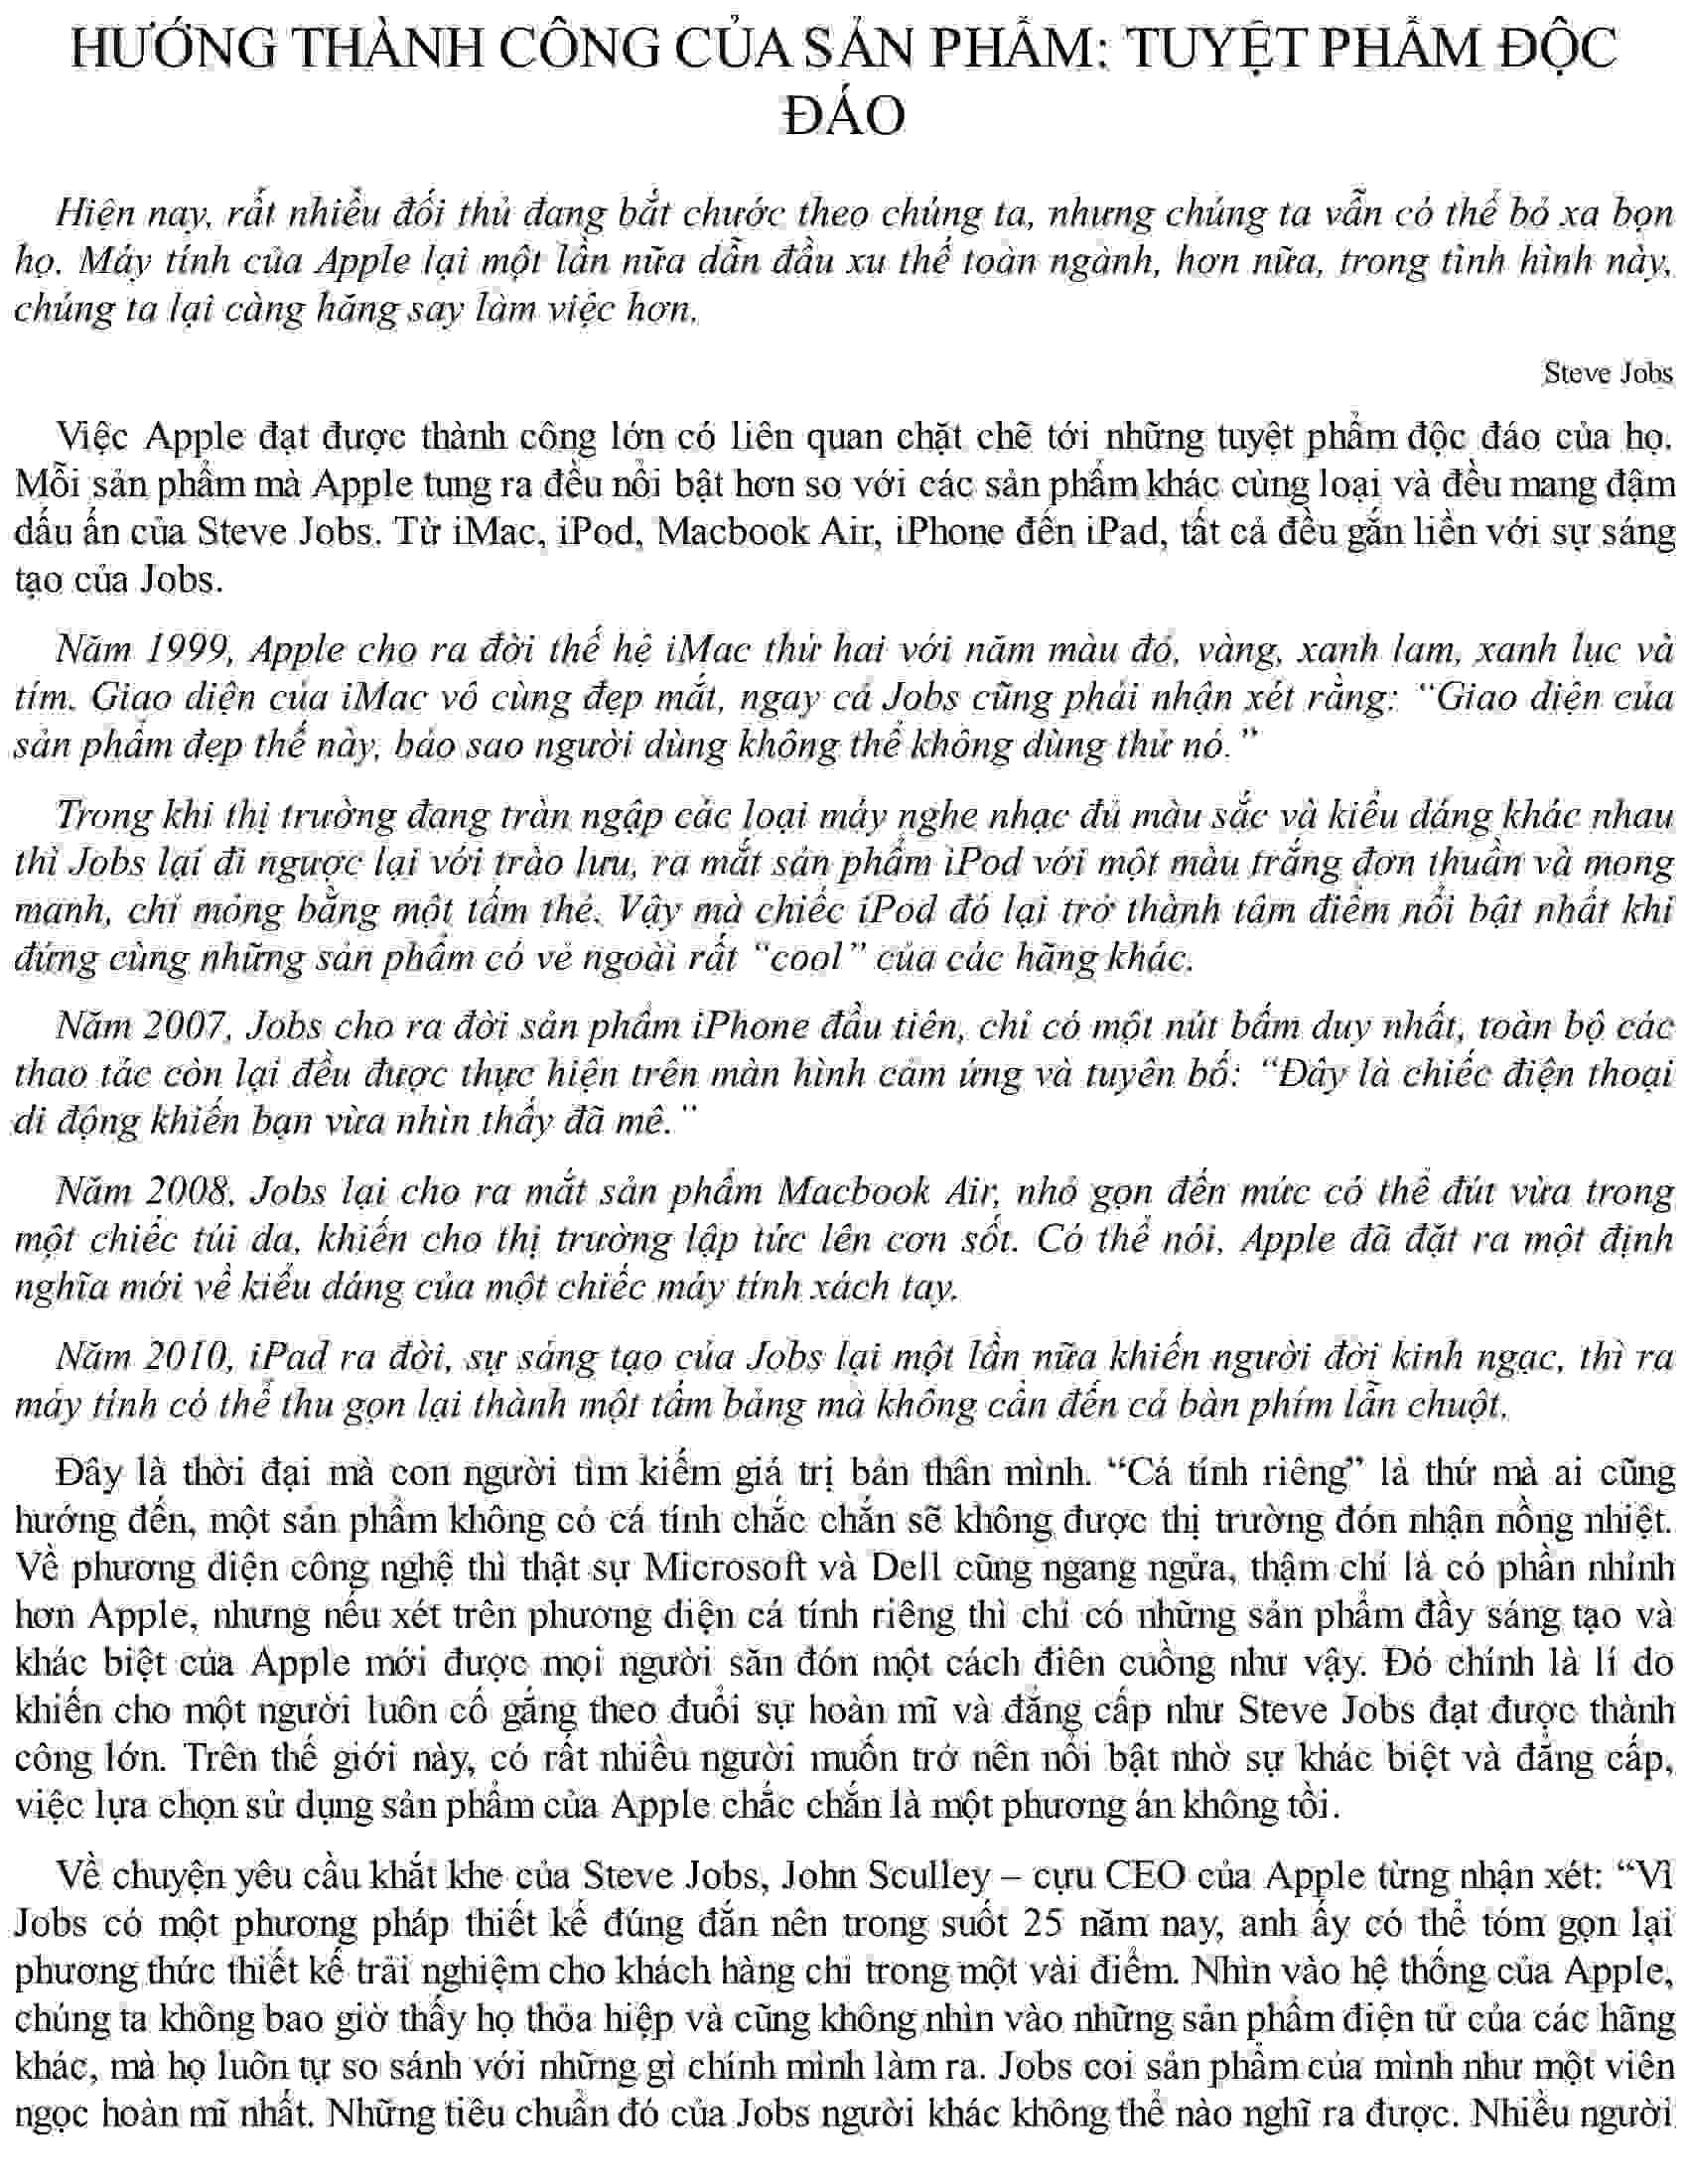 HƯỚNG THÀNH CÔNG CỦA SẢN PHẨM: TUYỆT PHẨM ĐỘC
ĐÁO
Hiện nay, rất nhiều đối thủ đang bắt chước theo chúng ta, nhưng chúng ta vẫn có thể bỏ xa bọn
họ. Máy tính của Apple lại một lần nữa dẫn đầu xu thế toàn ngành, hơn nữa, trong tình hình này,
chúng ta lại càng hăng say làm việc hơn.
Steve Jobs
Việc Apple đạt được thành công lớn có liên quan chặt chẽ tới những tuyệt phẩm độc đáo của họ.
Mỗi sản phẩm mà Apple tung ra đều nổi bật hơn so với các sản phẩm khác cùng loại và đều mang đậm
dấu ấn của Steve Jobs. Từ iMac, iPod, Macbook Air, iPhone đến iPad, tất cả đều gắn liền với sự sáng
tạo của Jobs.
Năm 1999, Apple cho ra đời thế hệ iMac thứ hai với năm màu đỏ, vàng, xanh lam, xanh lục và
tím. Giao diện của iMac vô cùng đẹp mắt, ngay cả Jobs cũng phải nhận xét rằng: “Giao diện của
sản phẩm đẹp thế này, bảo sao người dùng không thể không dùng thử nó.”
Trong khi thị trường đang tràn ngập các loại máy nghe nhạc đủ màu sắc và kiểu dáng khác nhau
thì Jobs lại đi ngược lại với trào lưu, ra mắt sản phẩm iPod với một màu trắng đơn thuần và mong
manh, chỉ mỏng bằng một tấm thẻ. Vậy mà chiếc iPod đó lại trở thành tâm điểm nổi bật nhất khi
đứng cùng những sản phẩm có vẻ ngoài rất “cool” của các hãng khác.
Năm 2007, Jobs cho ra đời sản phẩm iPhone đầu tiên, chỉ có một nút bấm duy nhất, toàn bộ các
thao tác còn lại đều được thực hiện trên màn hình cảm ứng và tuyên bố: “Đây là chiếc điện thoại
di động khiến bạn vừa nhìn thấy đã mê.”
Năm 2008, Jobs lại cho ra mắt sản phẩm Macbook Air, nhỏ gọn đến mức có thể đút vừa trong
một chiếc túi da, khiến cho thị trường lập tức lên cơn sốt. Có thể nói, Apple đã đặt ra một định
nghĩa mới về kiểu dáng của một chiếc máy tính xách tay.
Năm 2010, iPad ra đời, sự sáng tạo của Jobs lại một lần nữa khiến người đời kinh ngạc, thì ra
máy tính có thể thu gọn lại thành một tấm bảng mà không cần đến cả bàn phím lẫn chuột.
Đây là thời đại mà con người tìm kiếm giá trị bản thân mình. “Cá tính riêng” là thứ mà ai cũng
hướng đến, một sản phẩm không có cá tính chắc chắn sẽ không được thị trường đón nhận nồng nhiệt.
Về phương diện công nghệ thì thật sự Microsoft và Dell cũng ngang ngửa, thậm chí là có phần nhỉnh
hơn Apple, nhưng nếu xét trên phương diện cá tính riêng thì chỉ có những sản phẩm đầy sáng tạo và
khác biệt của Apple mới được mọi người săn đón một cách điên cuồng như vậy. Đó chính là lí do
khiến cho một người luôn cố gắng theo đuổi sự hoàn mĩ và đẳng cấp như Steve Jobs đạt được thành
công lớn. Trên thế giới này, có rất nhiều người muốn trở nên nổi bật nhờ sự khác biệt và đẳng cấp,
việc lựa chọn sử dụng sản phẩm của Apple chắc chắn là một phương án không tồi.
Về chuyện yêu cầu khắt khe của Steve Jobs, John Sculley – cựu CEO của Apple từng nhận xét: “Vì
Jobs có một phương pháp thiết kế đúng đắn nên trong suốt 25 năm nay, anh ấy có thể tóm gọn lại
phương thức thiết kế trải nghiệm cho khách hàng chỉ trong một vài điểm. Nhìn vào hệ thống của Apple,
chúng ta không bao giờ thấy họ thỏa hiệp và cũng không nhìn vào những sản phẩm điện tử của các hãng
khác, mà họ luôn tự so sánh với những gì chính mình làm ra. Jobs coi sản phẩm của mình như một viên
ngọc hoàn mĩ nhất. Những tiêu chuẩn đó của Jobs người khác không thể nào nghĩ ra được. Nhiều người